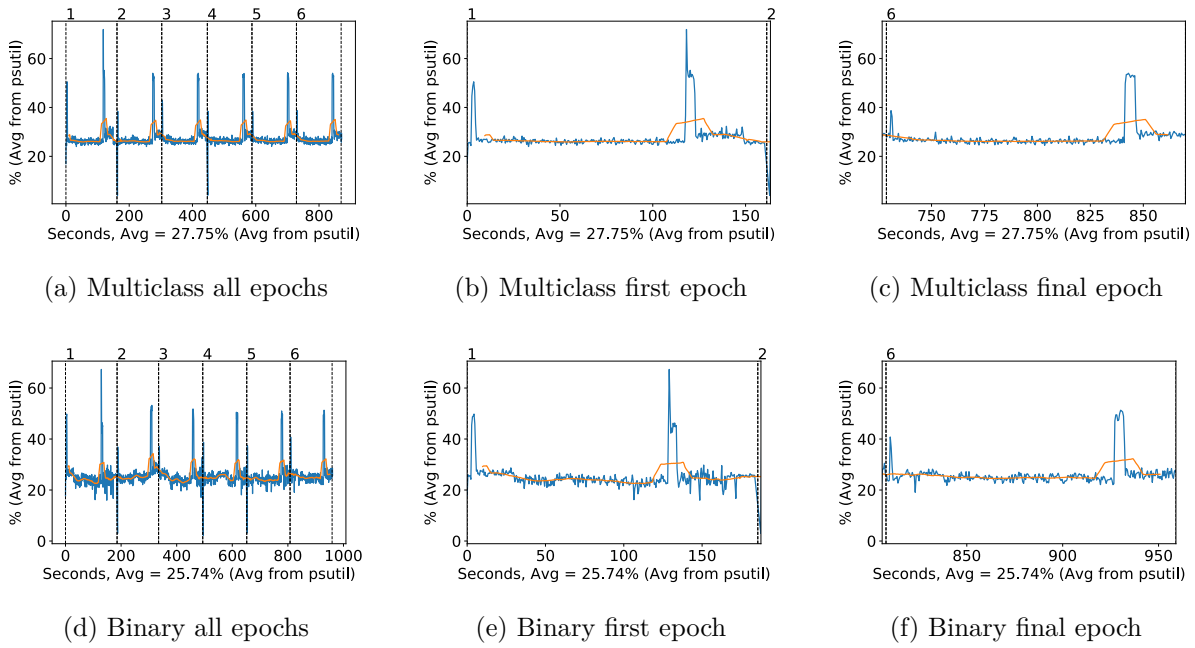 1 2 3 4 5 6
% (Avg from psutil)
60
40
20
0 200 400 600 800
Seconds, Avg = 27.75% (Avg from psutil)
(a) Multiclass all epochs
1 2
% (Avg from psutil)
60
40
20
0 50 100 150
Seconds, Avg = 27.75% (Avg from psutil)
(b) Multiclass first epoch
6
% (Avg from psutil)
60
40
20
750 775 800 825 850
Seconds, Avg = 27.75% (Avg from psutil)
(c) Multiclass final epoch
1 2 3 4 5 6
% (Avg from psutil)
60
40
20
0
0 200 400 600 800 1000
Seconds, Avg = 25.74% (Avg from psutil)
(d) Binary all epochs
1 2
% (Avg from psutil)
60
40
20
0
0 50 100 150
Seconds, Avg = 25.74% (Avg from psutil)
(e) Binary first epoch
6
% (Avg from psutil)
60
40
20
0
850 900 950
Seconds, Avg = 25.74% (Avg from psutil)
(f) Binary final epoch